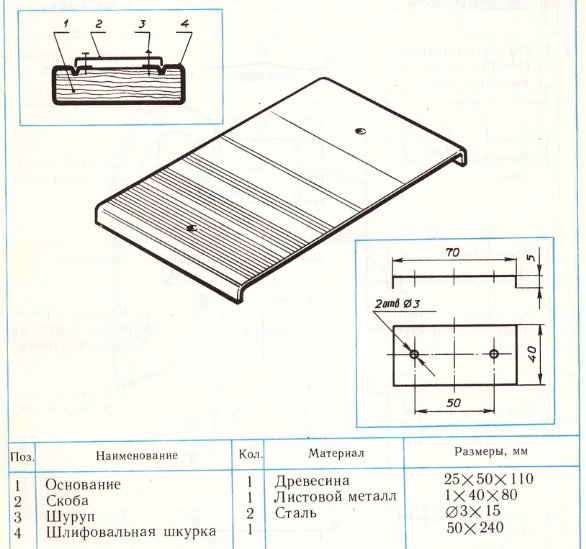 1 2 3 4
70
5
2отв. Ø3
40
50
Поз. Наименование Кол. Материал Размеры, мм
1 Основание 1 Древесина 25×50×110
2 Скоба 1 Листовой металл 1×40×80
3 Шуруп 2 Сталь Ø3×15
4 Шлифовальная шкурка 1 50×240